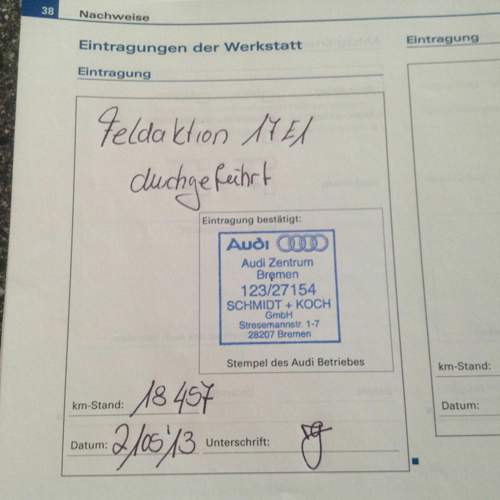 38 Nachweise
Eintragungen der Werkstatt
Eintragung
Feldaktion 17E1
duchgeführt
Eintragung bestätigt:
Audi
Audi Zentrum
Bremen
123/27154
SCHMIDT + KOCH
GmbH
Stresemannstr. 1-7
28207 Bremen
Stempel des Audi Betriebes
km-Stand: 18 457
Datum: 2/05/13 Unterschrift:
Eintragung
km-Stand:
Datum: